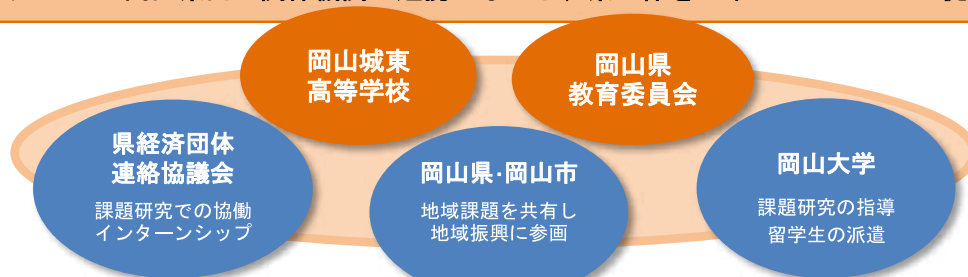 岡山城東
高等学校
岡山県
教育委員会
県経済団体
連絡協議会
課題研究での協働
インターンシップ
岡山県・岡山市
地域課題を共有し
地域振興に参画
岡山大学
課題研究の指導
留学生の派遣